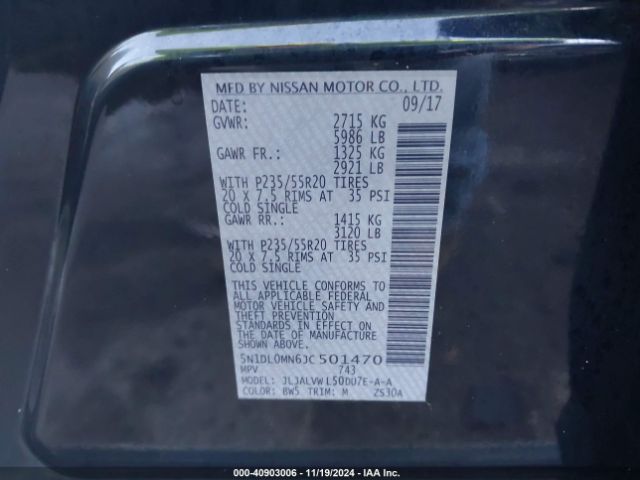 MFD BY NISSAN MOTOR CO., LTD.
DATE: 09/17
GVWR: 2715 KG
5986 LB
GAWR FR.: 1325 KG
2921 LB
WITH P235/55R20 TIRES
20 X 7.5 RIMS AT 35 PSI
COLD SINGLE
GAWR RR.: 1415 KG
3120 LB
WITH P235/55R20 TIRES
20 X 7.5 RIMS AT 35 PSI
COLD SINGLE
THIS VEHICLE CONFORMS TO
ALL APPLICABLE FEDERAL
MOTOR VEHICLE SAFETY AND
THEFT PREVENTION
STANDARDS IN EFFECT ON
THE DATE OF MANUFACTURE
SHOWN ABOVE.
5N1DL0MN6JC501470
MPV 743
MODEL: JLJALVWL50DU7E-A-A
COLOR: BW5 TRIM: M ZS30A
000-40903006 - 11/19/2024 - IAA Inc.